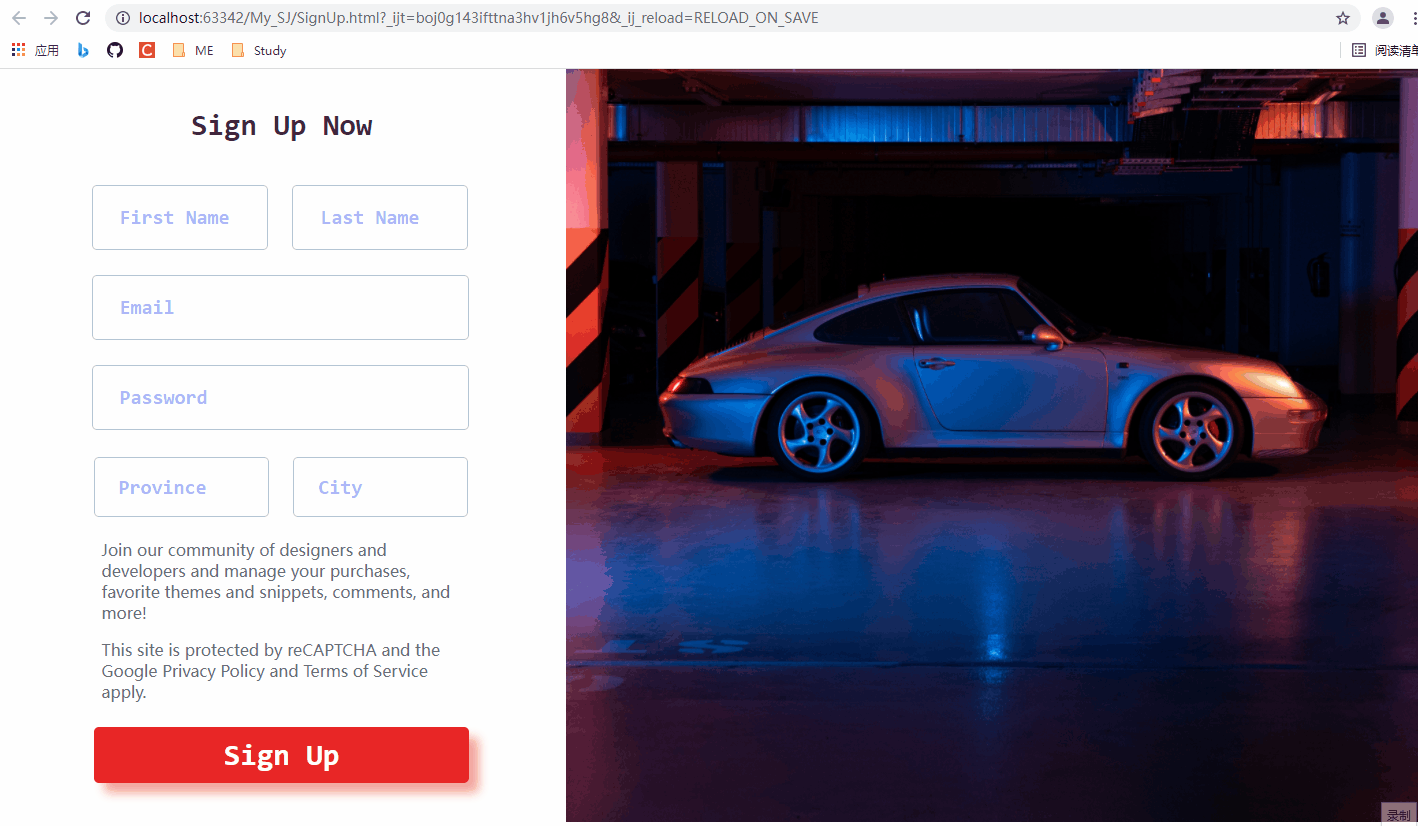 localhost:63342/My_SJ/SignUp.html?_ijt=boj0g143ifttna3hv1jh6v5hg8&_ij_reload=RELOAD_ON_SAVE
应用 ME Study 阅读清单
Sign Up Now
First Name Last Name
Email
Password
Province City
Join our community of designers and
developers and manage your purchases,
favorite themes and snippets, comments, and
more!
This site is protected by reCAPTCHA and the
Google Privacy Policy and Terms of Service
apply.
Sign Up
录制